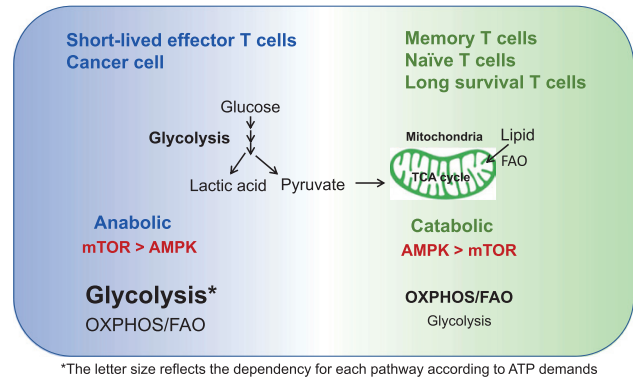 Short-lived effector T cells
Cancer cell
Memory T cells
Naïve T cells
Long survival T cells
Glucose
Glycolysis
Lactic acid
Pyruvate
Mitochondria
Lipid
FAO
TCA cycle
Anabolic
mTOR > AMPK
Catabolic
AMPK > mTOR
Glycolysis*
OXPHOS/FAO
OXPHOS/FAO
Glycolysis
*The letter size reflects the dependency for each pathway according to ATP demands